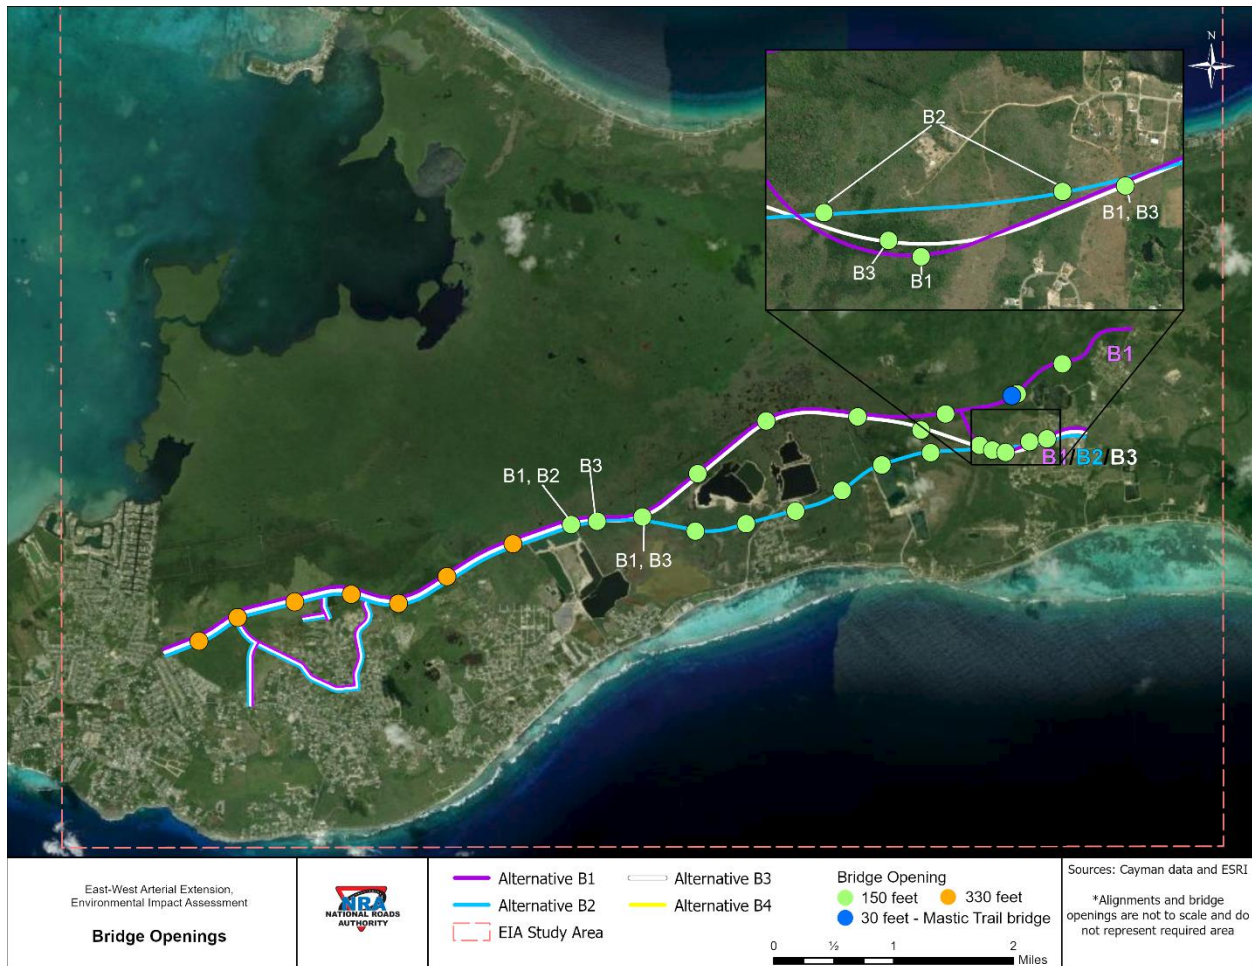 N
B2
B1, B3
B3
B1
B1
B1/B2/B3
B1, B2
B3
B1, B3
East-West Arterial Extension,
Environmental Impact Assessment
Bridge Openings
NRA
NATIONAL ROADS
AUTHORITY
Alternative B1
Alternative B2
EIA Study Area
Alternative B3
Alternative B4
Bridge Opening
150 feet
330 feet
30 feet - Mastic Trail bridge
0 ½ 1 2
Miles
Sources: Cayman data and ESRI
*Alignments and bridge
openings are not to scale and do
not represent required area